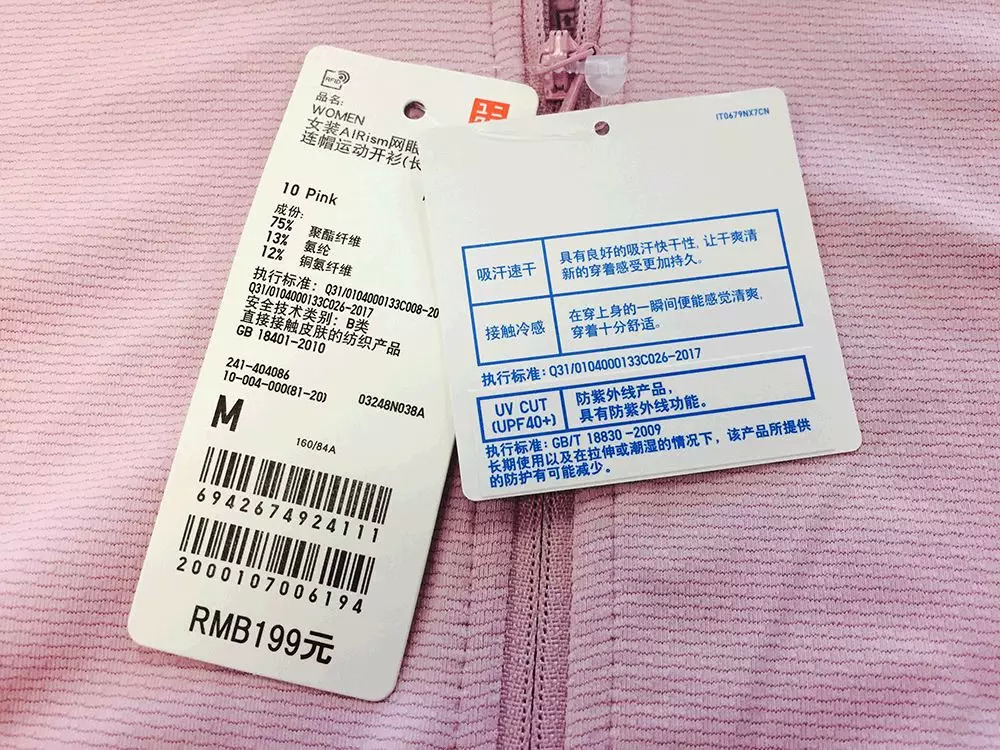 RFID
品名:
WOMEN
女装AIRism网眼
连帽运动开衫(长
10 Pink
成份:
75% 聚酯纤维
13% 氨纶
12% 铜氨纤维
执行标准: Q31/0104000133C008-20
Q31/0104000133C026-2017
安全技术类别: B类
直接接触皮肤的纺织产品
GB 18401-2010
241-404086
10-004-000(81-20) 03248N038A
M
160/84A
6942674924111
2000107006194
RMB199元
IT0679NX7CN
吸汗速干
具有良好的吸汗快干性, 让干爽清
新的穿着感受更加持久。
接触冷感
在穿上身的一瞬间便能感觉清爽,
穿着十分舒适。
执行标准: Q31/0104000133C026-2017
UV CUT
(UPF40+)
防紫外线产品,
具有防紫外线功能。
执行标准: GB/T 18830 -2009
长期使用以及在拉伸或潮湿的情况下, 该产品所提供
的防护有可能减少。